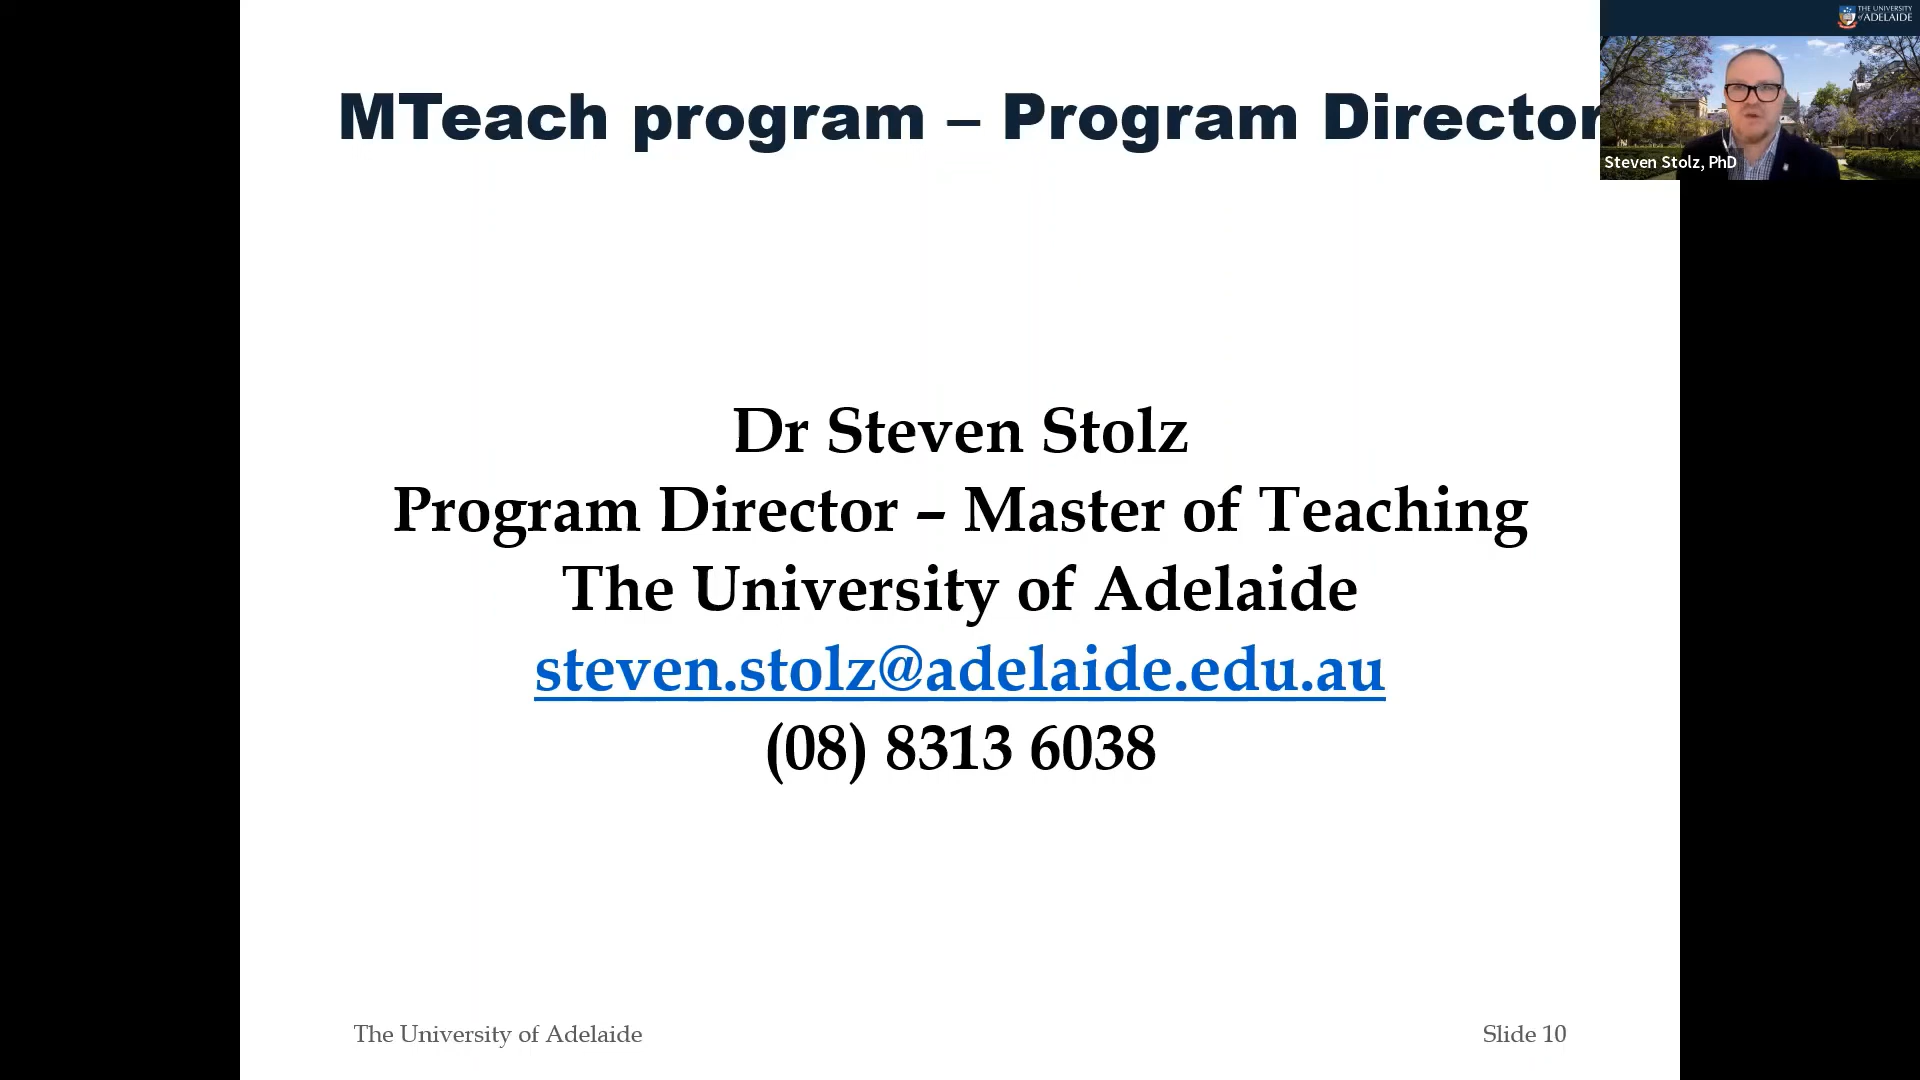 THE UNIVERSITY
of ADELAIDE
MTeach program – Program Director
Steven Stolz, PhD
Dr Steven Stolz
Program Director – Master of Teaching
The University of Adelaide
steven.stolz@adelaide.edu.au
(08) 8313 6038
The University of Adelaide
Slide 10